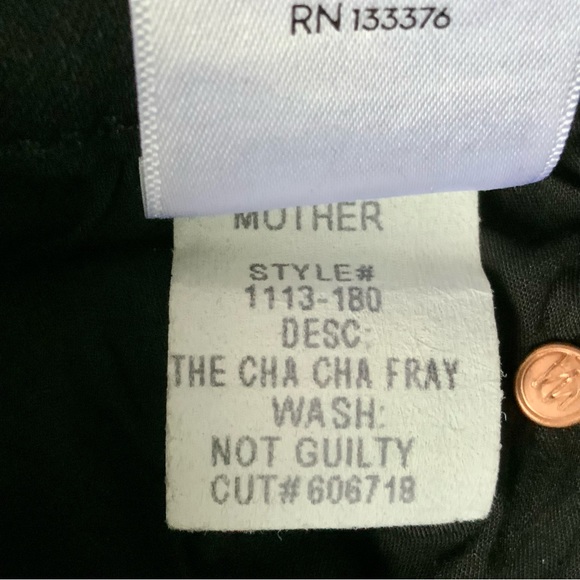 RN 133376
MOTHER
STYLE#
1113-180
DESC:
THE CHA CHA FRAY
WASH:
NOT GUILTY
CUT# 606718